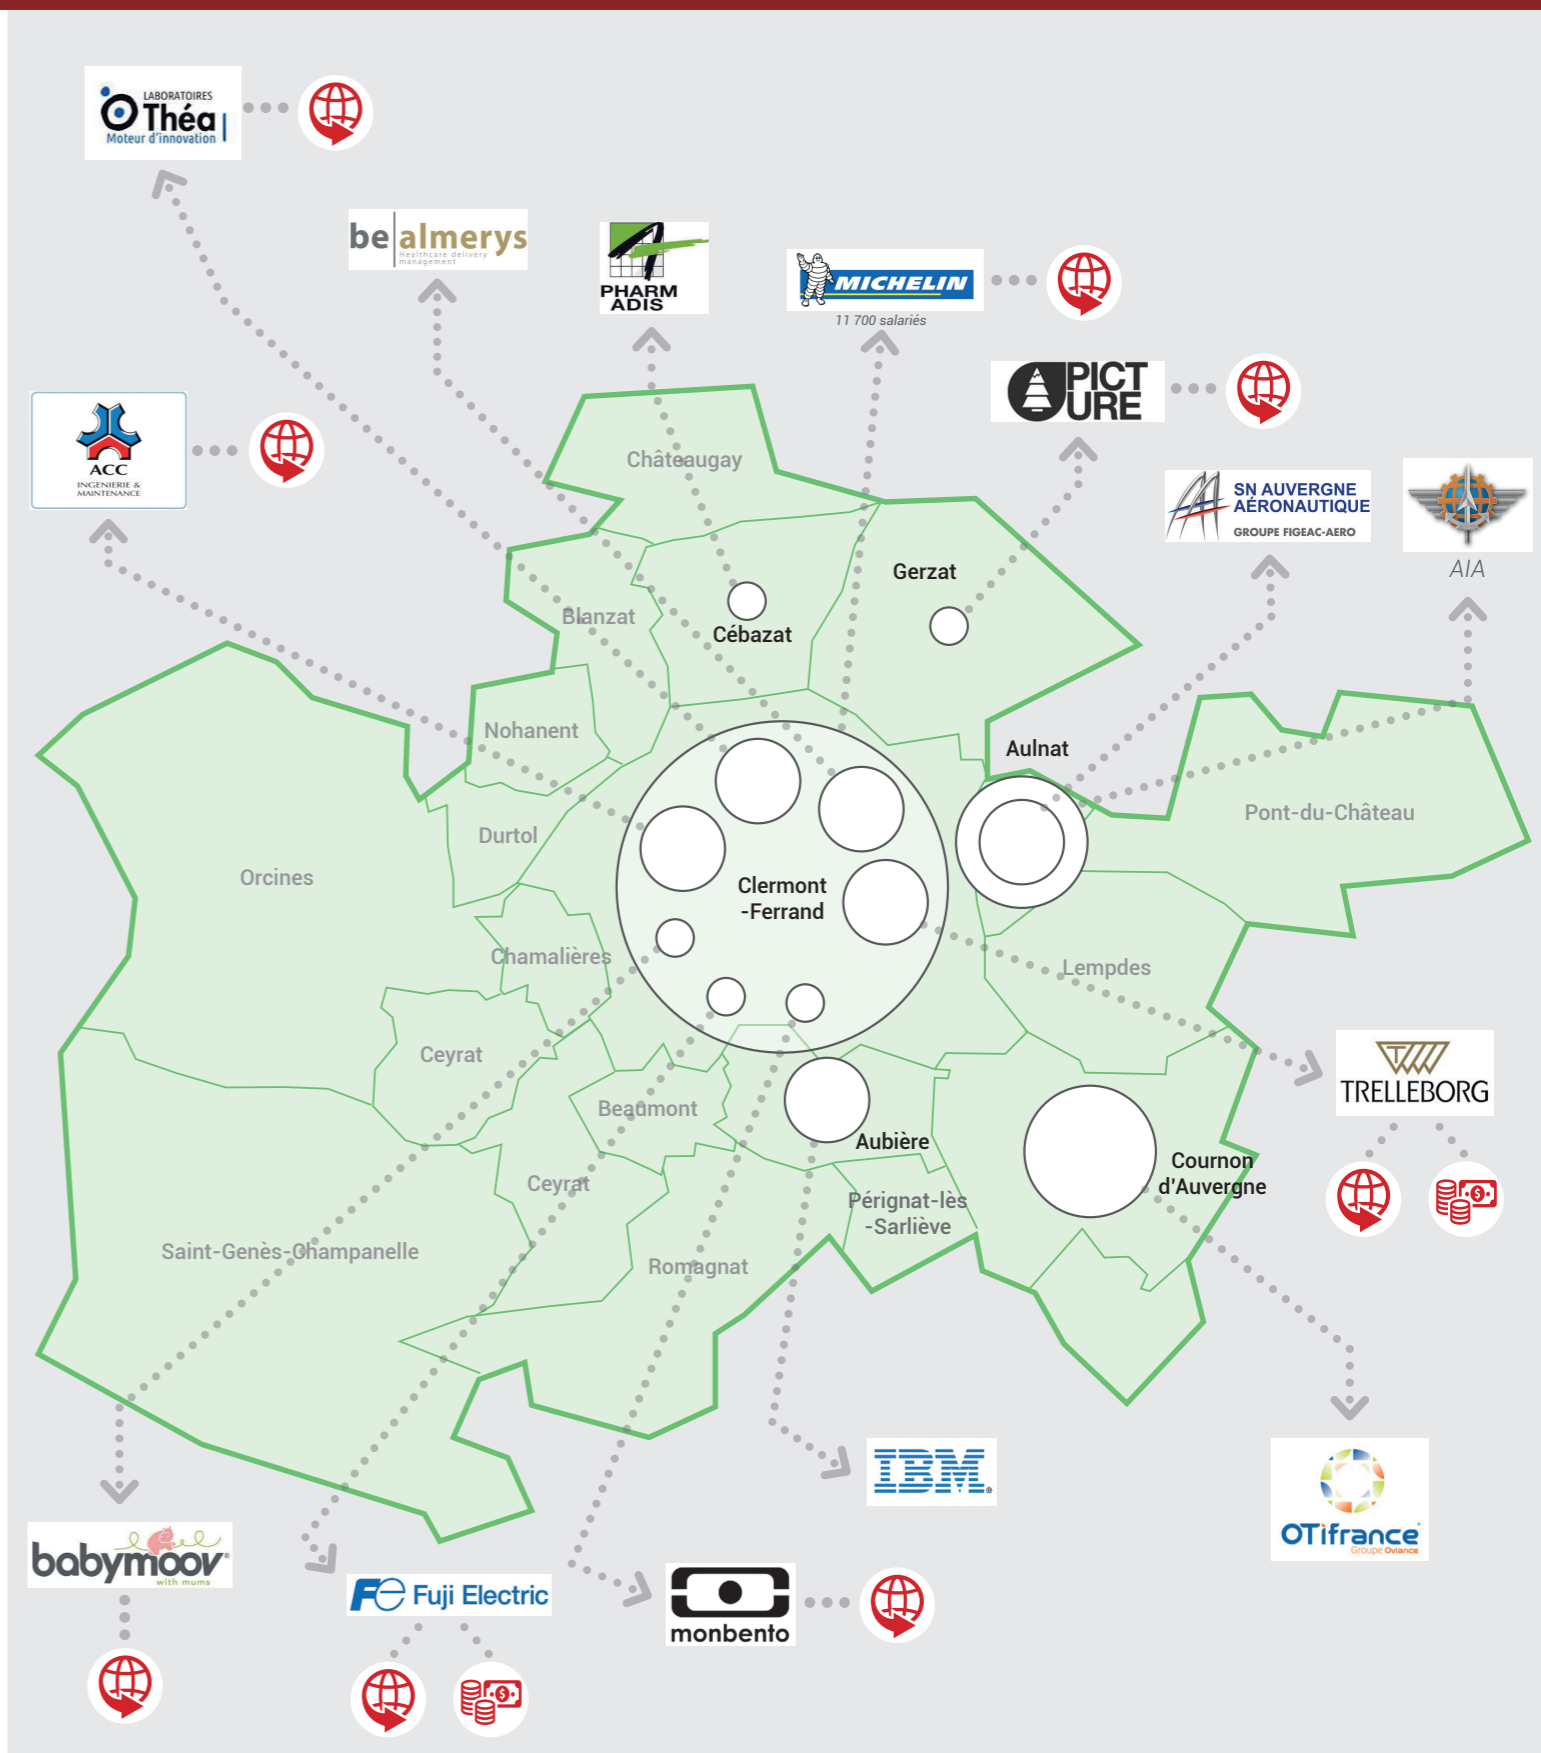 LABORATOIRES
Théa
Moteur d'innovation
be almerys
Healthcare delivery
management
PHARM
ADIS
MICHELIN
11 700 salariés
PICT
URE
ACC
INGENIERIE &
MAINTENANCE
SN AUVERGNE
AÉRONAUTIQUE
GROUPE FIGEAC-AERO
AIA
Châteaugay
Gerzat
Blanzat
Cébazat
Nohanent
Aulnat
Pont-du-Château
Durtol
Orcines
Clermont
-Ferrand
Chamalières
Lempdes
Ceyrat
Beaumont
Aubière
Cournon
d'Auvergne
Ceyrat
Pérignat-lès
-Sarliève
Saint-Genès-Champanelle
Romagnat
TRELLEBORG
IBM®
OTifrance
Groupe Oviance
babymoov®
with mums
Fe Fuji Electric
monbento